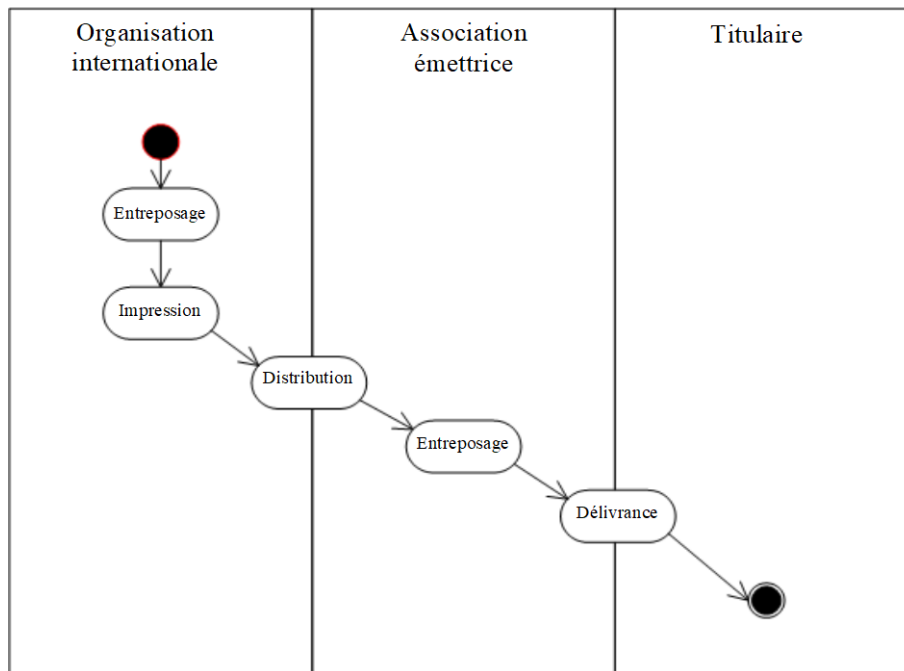 Organisation
internationale
Association
émettrice
Titulaire
Entreposage
Impression
Distribution
Entreposage
Délivrance